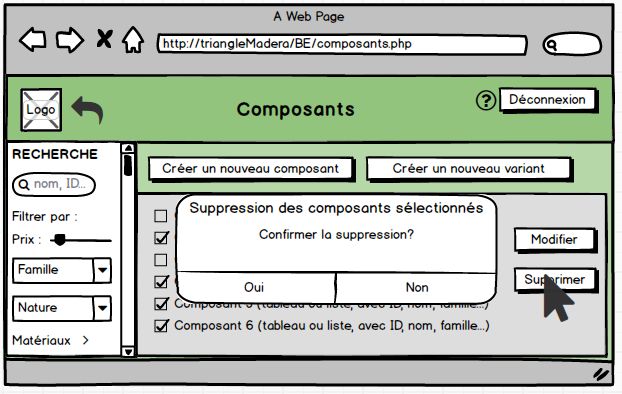 A Web Page
http://triangleMadera/BE/composants.php
Logo
Composants
?
Déconnexion
RECHERCHE
nom, ID...
Filtrer par :
Prix :
Famille
Nature
Matériaux >
Créer un nouveau composant
Créer un nouveau variant
Suppression des composants sélectionnés
Confirmer la suppression?
Oui
Non
Modifier
Supprimer
Composant 5 (tableau ou liste, avec ID, nom, famille...)
Composant 6 (tableau ou liste, avec ID, nom, famille...)